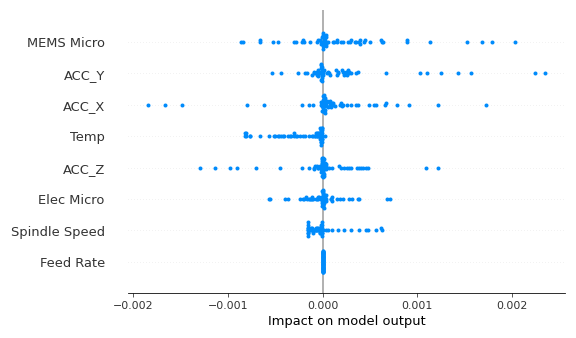 MEMS Micro
ACC_Y
ACC_X
Temp
ACC_Z
Elec Micro
Spindle Speed
Feed Rate
−0.002 −0.001 0.000 0.001 0.002
Impact on model output